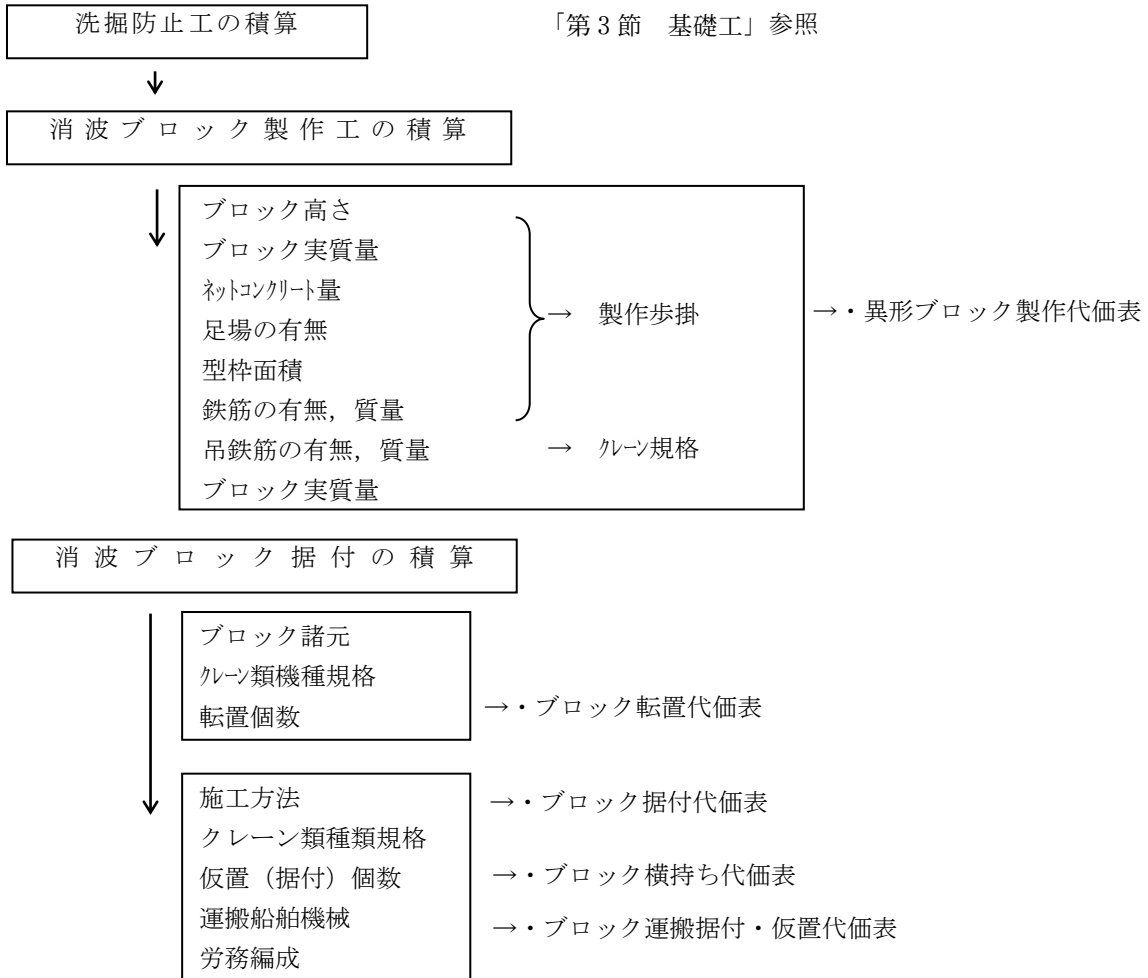 洗掘防止工の積算 「第3節 基礎工」参照
↓
消波ブロック製作工の積算
ブロック高さ
ブロック実質量
ネットコンクリート量
足場の有無 → 製作歩掛 →・異形ブロック製作代価表
型枠面積
鉄筋の有無，質量
吊鉄筋の有無，質量 → クレーン規格
ブロック実質量
消波ブロック据付の積算
ブロック諸元
クレーン類機種規格
転置個数 →・ブロック転置代価表
施工方法 →・ブロック据付代価表
クレーン類種類規格
仮置（据付）個数 →・ブロック横持ち代価表
運搬船舶機械 →・ブロック運搬据付・仮置代価表
労務編成